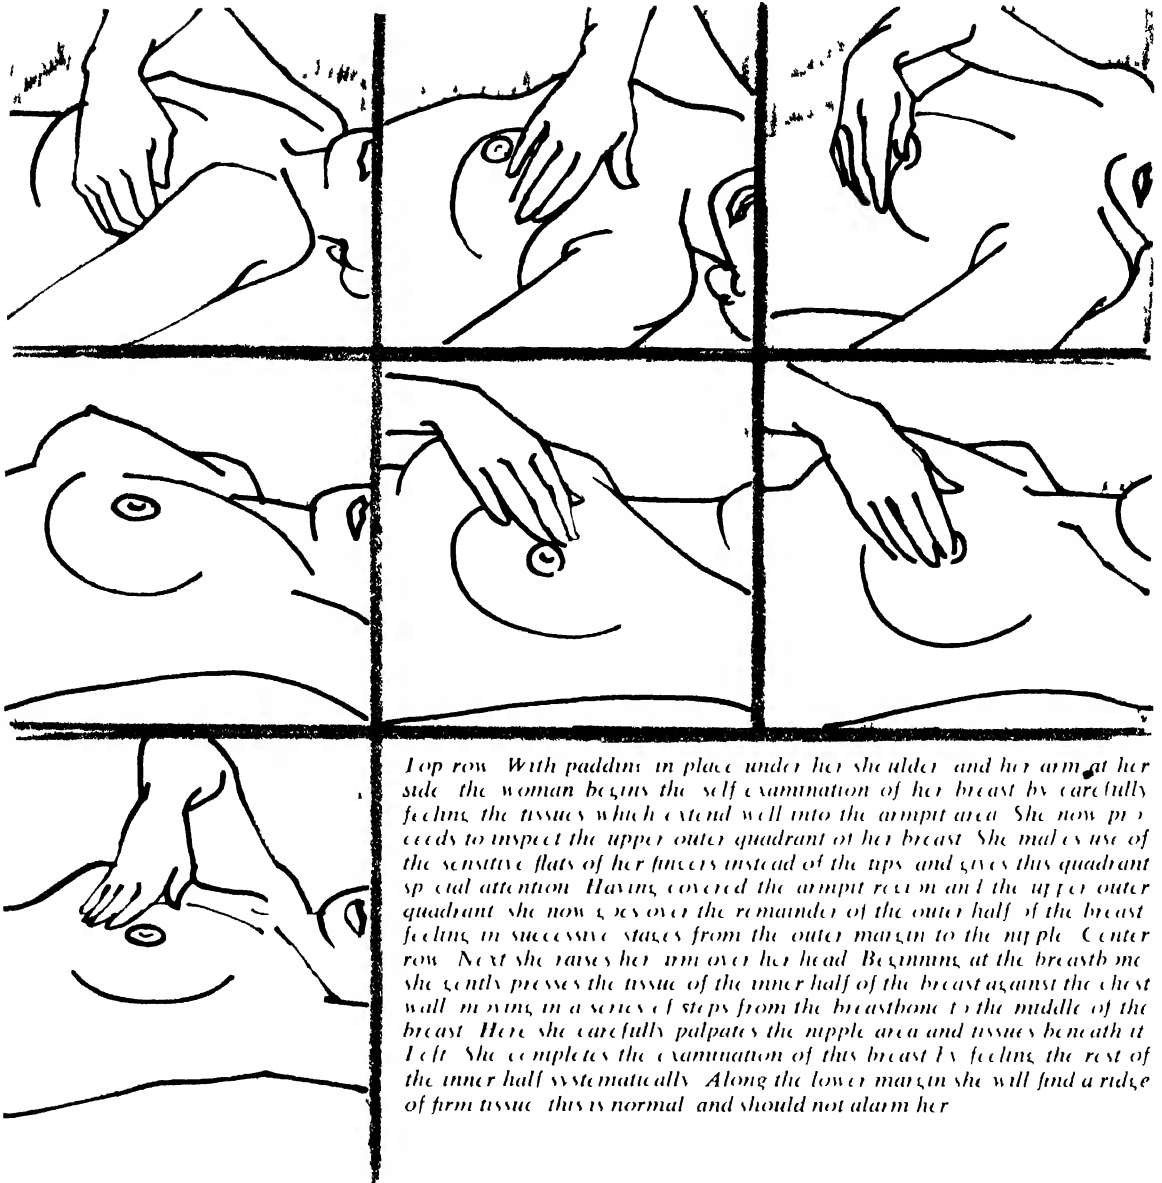 Top row With padding in place under her shoulder and her arm at her
side the woman begins the self examination of her breast by carefully
feeling the tissues which extend well into the armpit area She now pro
ceeds to inspect the upper outer quadrant of her breast She makes use of
the sensitive flats of her fingers instead of the tips and gives this quadrant
special attention Having covered the armpit region and the upper outer
quadrant she now goes over the remainder of the outer half of the breast
feeling in successive stages from the outer margin to the nipple Center
row Next she raises her arm over her head Beginning at the breastbone
she gently presses the tissue of the inner half of the breast against the chest
wall moving in a series of steps from the breastbone to the middle of the
breast Here she carefully palpates the nipple area and tissues beneath it
Left She completes the examination of this breast by feeling the rest of
the inner half systematically Along the lower margin she will find a ridge
of firm tissue this is normal and should not alarm her